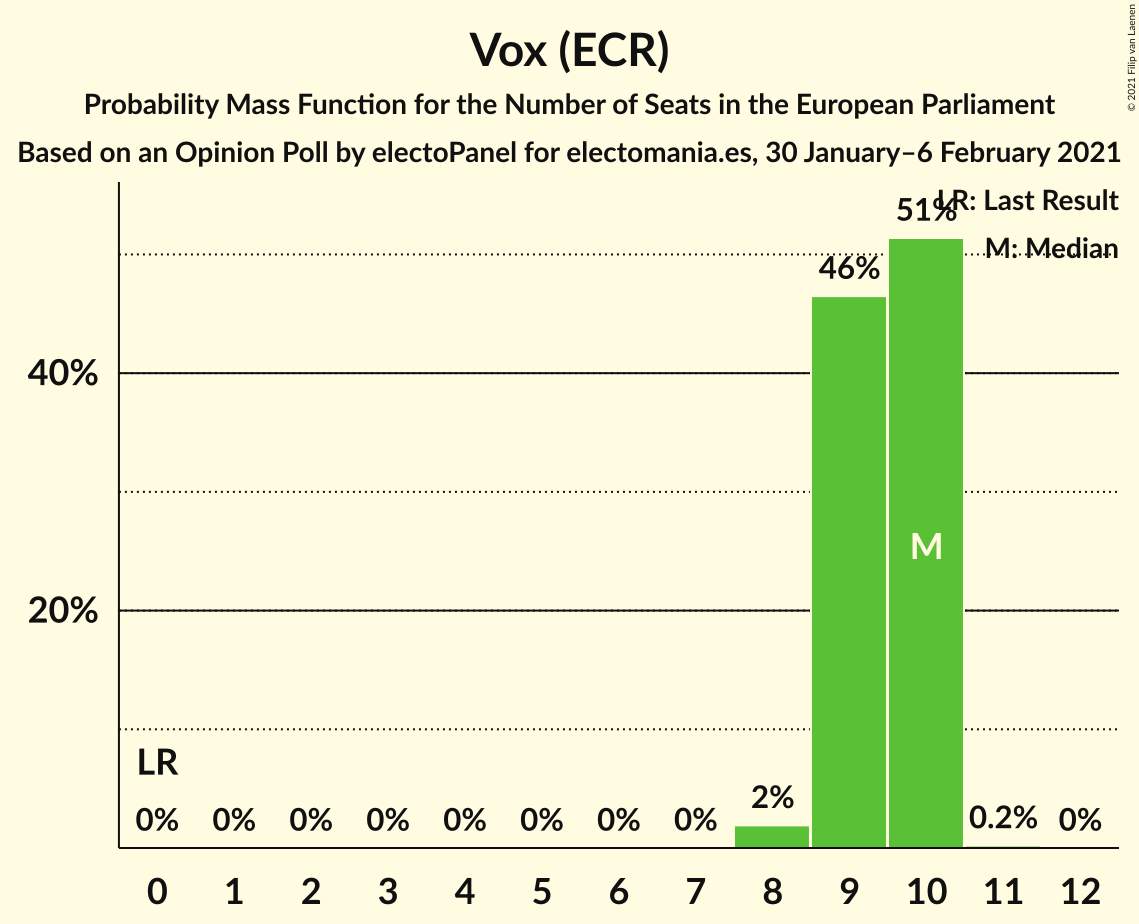 Vox (ECR)
Probability Mass Function for the Number of Seats in the European Parliament
Based on an Opinion Poll by electoPanel for electomania.es, 30 January–6 February 2021
© 2021 Filip van Laenen
LR: Last Result
M: Median
51%
46%
40%
M
20%
LR
0% 0% 0% 0% 0% 0% 0% 0% 2% 0.2% 0%
0 1 2 3 4 5 6 7 8 9 10 11 12